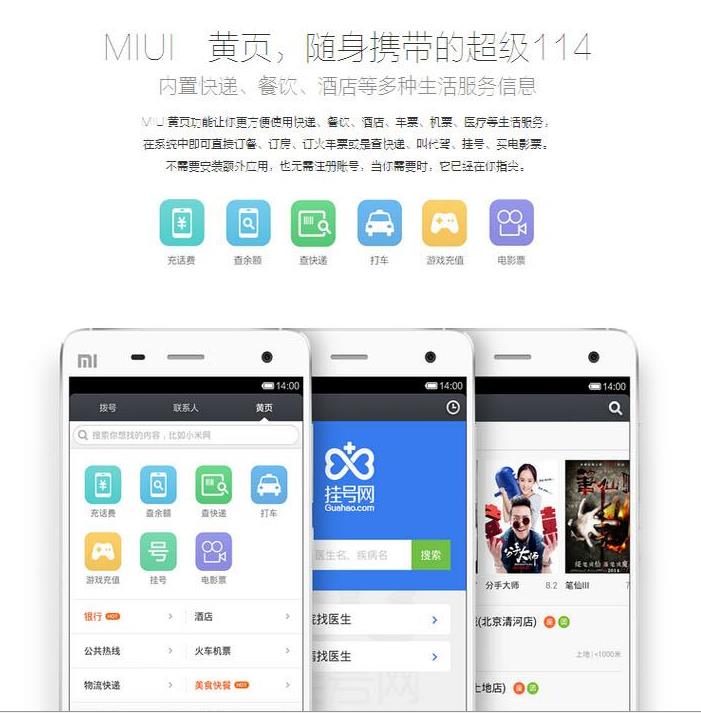 MIUI 黄页，随身携带的超级114
内置快递、餐饮、酒店等多种生活服务信息
MIUI黄页功能让你更方便使用快递、餐饮、酒店、车票、机票、医疗等生活服务，
在系统中即可直接订餐、订房、订火车票或是查快递、叫代驾、挂号、买电影票。
不需要安装额外应用，也无需注册账号，当你需要时，它已经在你指尖。
充话费 查余额 查快递 打车 游戏充值 电影票
MI
14:00
拨号 联系人 黄页
搜索你想找的内容，比如小米网
充话费 查余额 查快递 打车
游戏充值 挂号 电影票
号
银行 HOT 酒店
公共热线 火车机票
物流快递 美食快餐 HOT
14:00
挂号网
Guahao.com
医生名、疾病名 搜索
找医生
找医生
14:00
分手大师 8.2 笔仙III 7
(北京清河店) 座 团
上地 | <1000米
土地店) 座 团